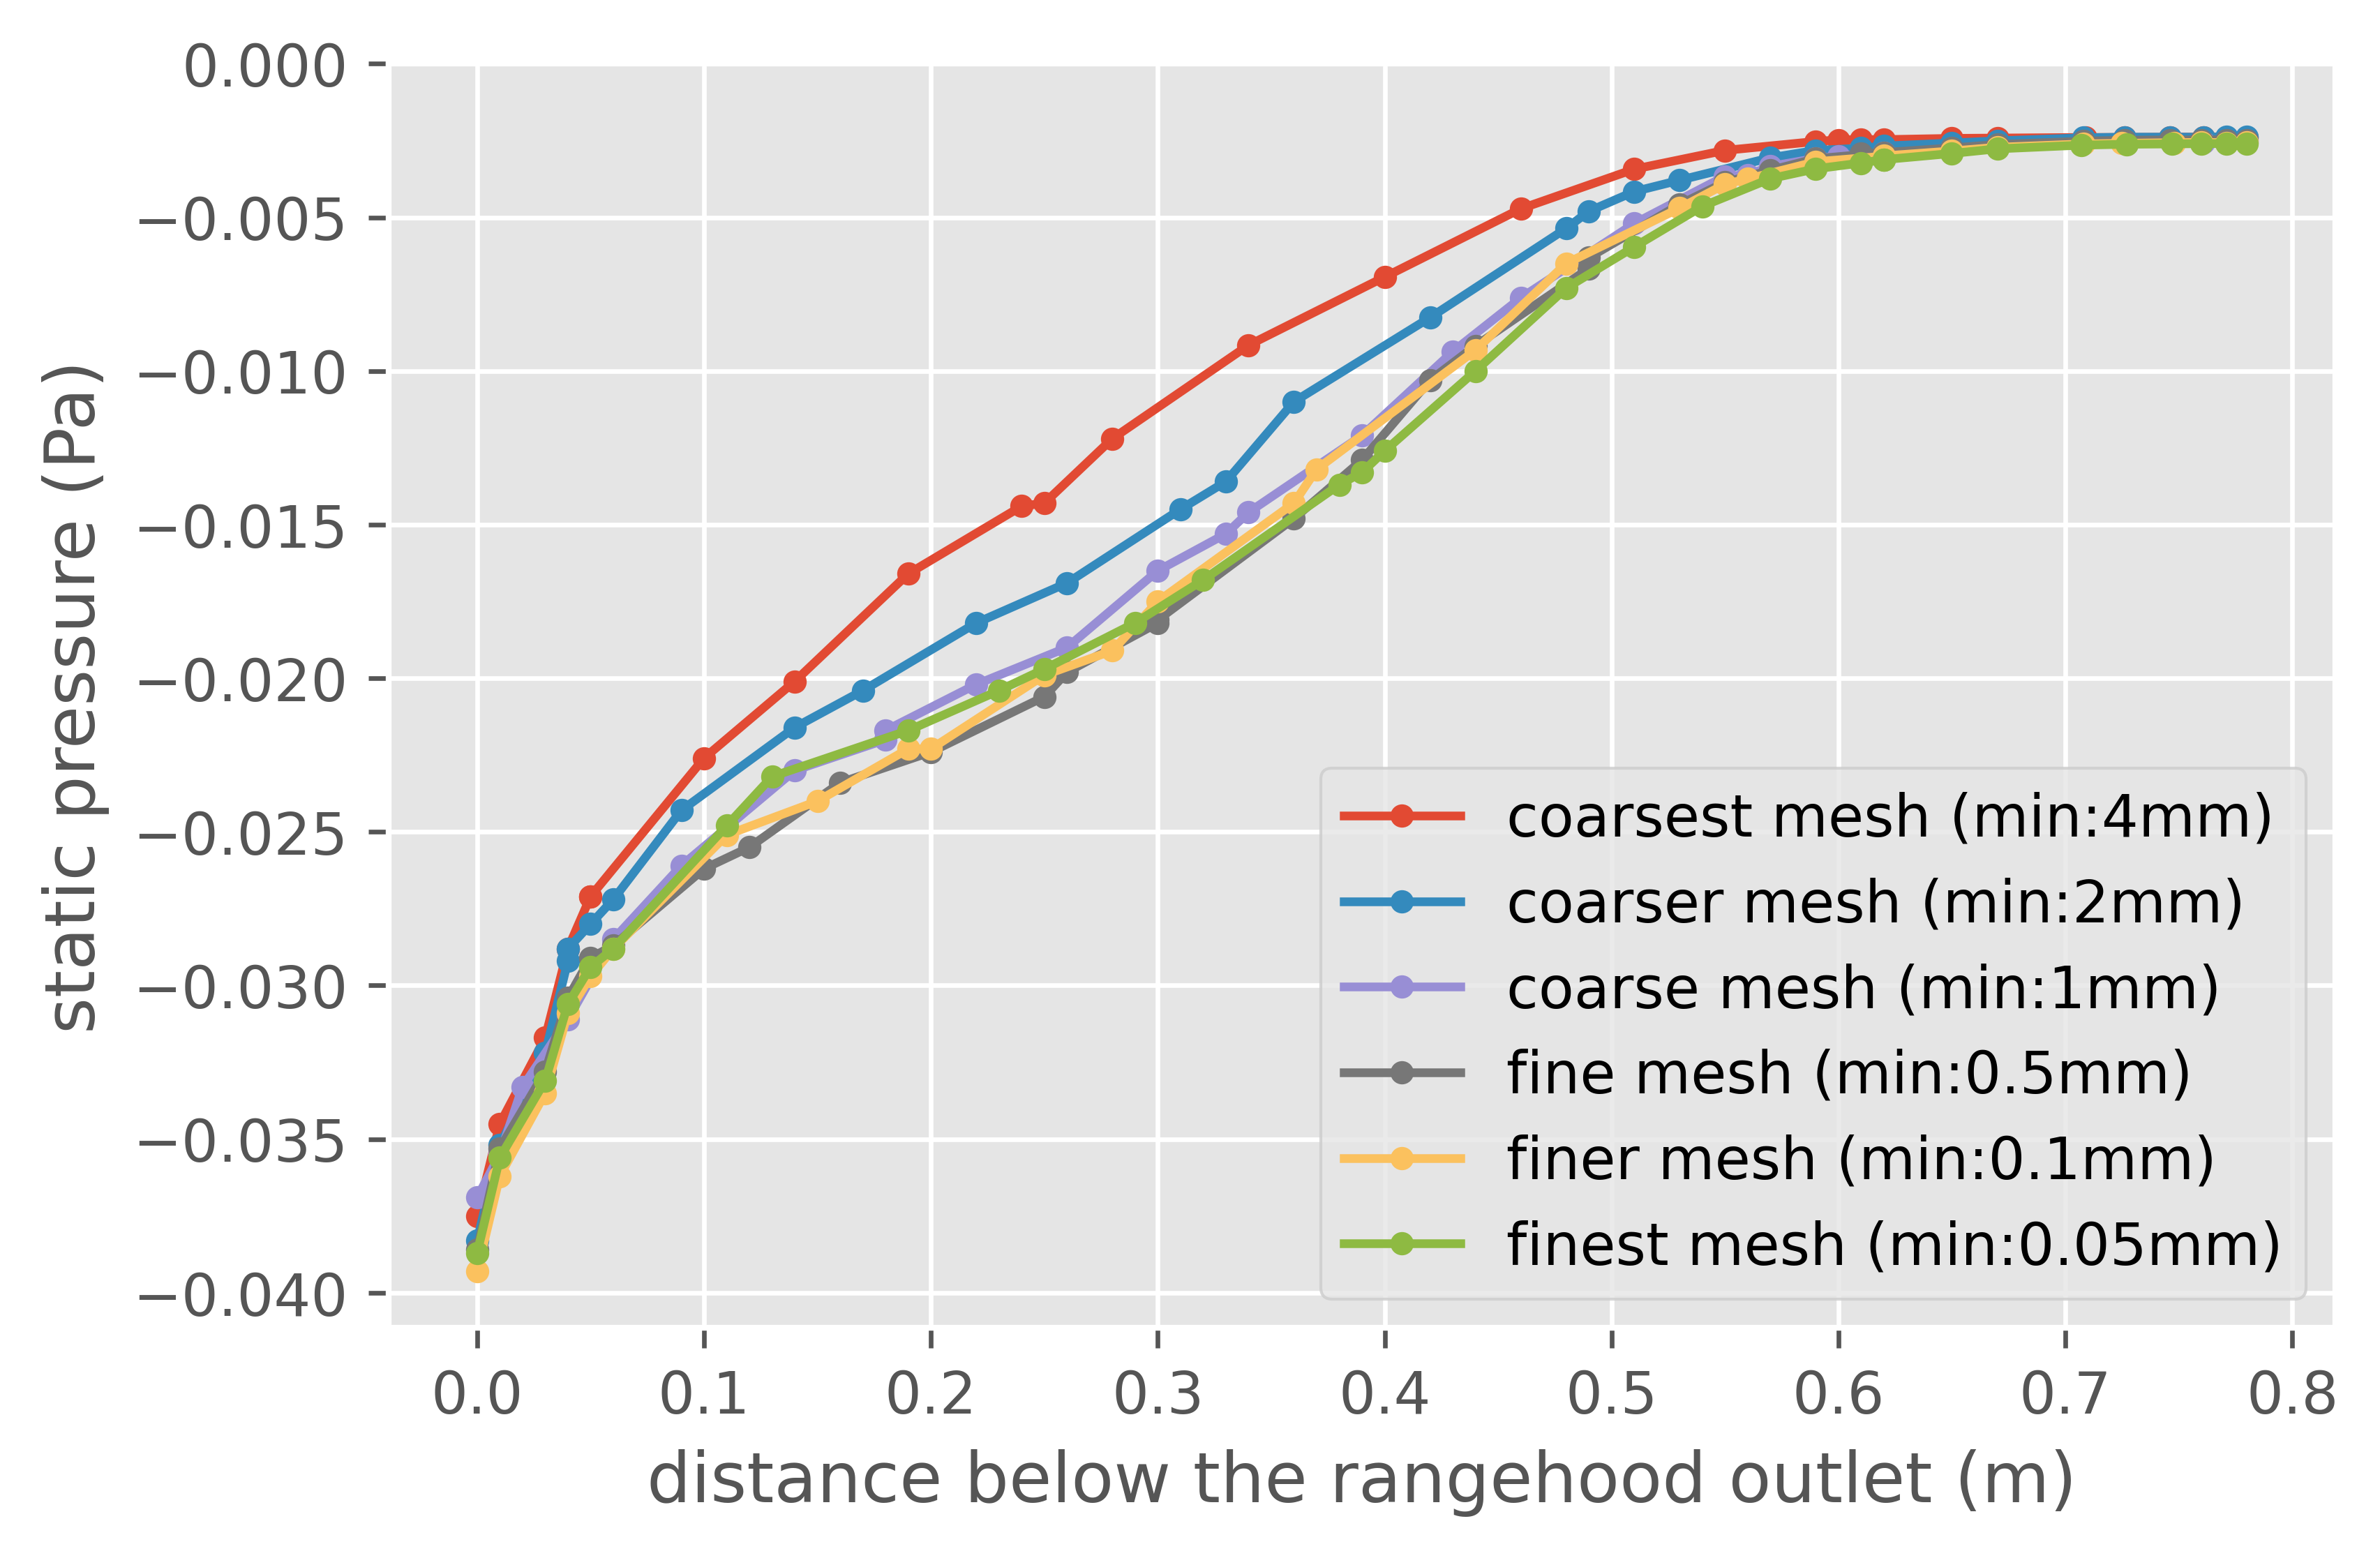 0.000
−0.005
−0.010
−0.015
−0.020
−0.025
−0.030
−0.035
−0.040
static pressure (Pa)
coarsest mesh (min:4mm)
coarser mesh (min:2mm)
coarse mesh (min:1mm)
fine mesh (min:0.5mm)
finer mesh (min:0.1mm)
finest mesh (min:0.05mm)
0.0 0.1 0.2 0.3 0.4 0.5 0.6 0.7 0.8
distance below the rangehood outlet (m)